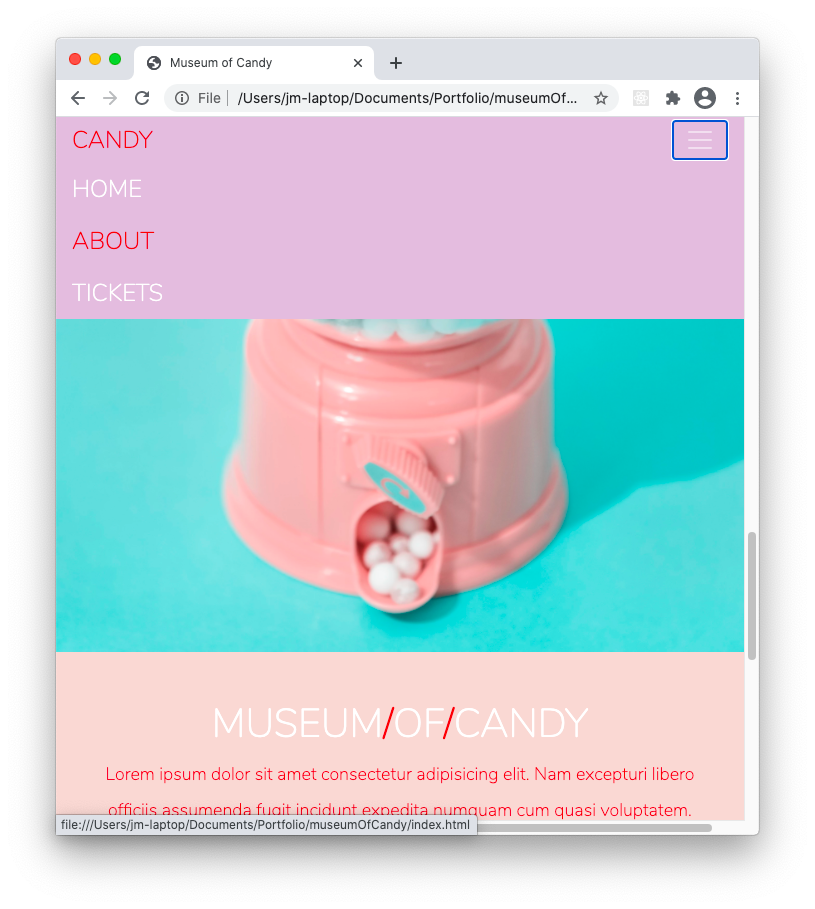 Museum of Candy
File /Users/jm-laptop/Documents/Portfolio/museumOf...
CANDY
HOME
ABOUT
TICKETS
MUSEUM/OF/CANDY
Lorem ipsum dolor sit amet consectetur adipisicing elit. Nam excepturi libero
officiis assumenda fugit incidunt expedita numquam cum quasi voluptatem.
file:///Users/jm-laptop/Documents/Portfolio/museumOfCandy/index.html